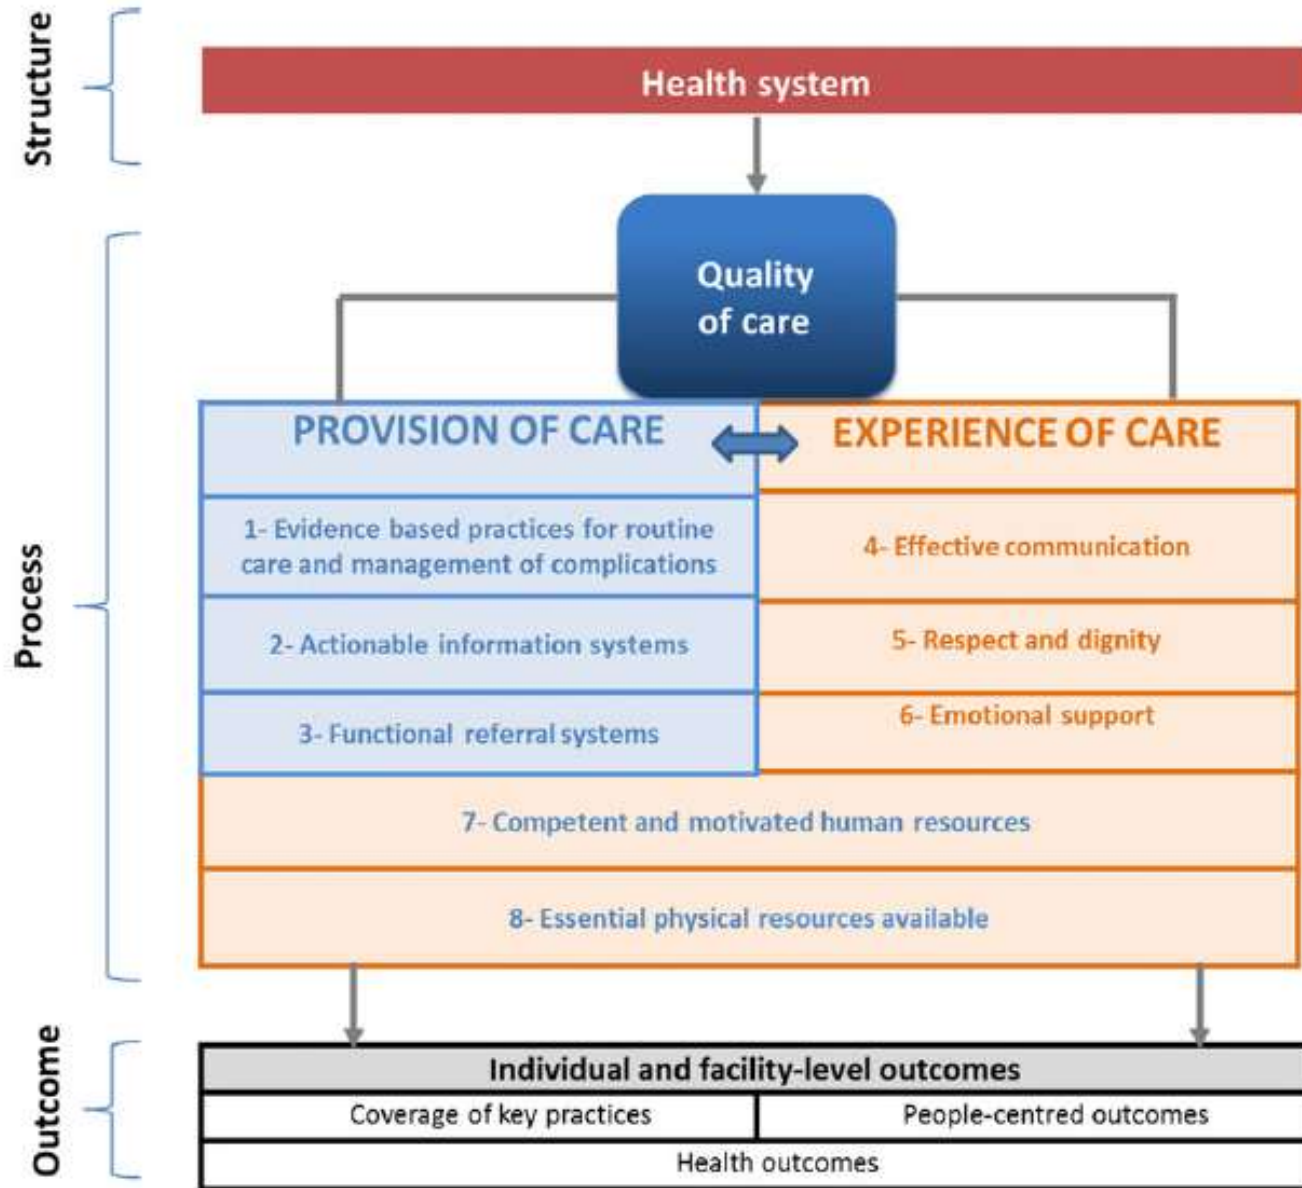 Structure
Health system
Process
Quality
of care
PROVISION OF CARE
EXPERIENCE OF CARE
1- Evidence based practices for routine
care and management of complications
4- Effective communication
2- Actionable information systems
5- Respect and dignity
3- Functional referral systems
6- Emotional support
7- Competent and motivated human resources
8- Essential physical resources available
Outcome
Individual and facility-level outcomes
Coverage of key practices
People-centred outcomes
Health outcomes